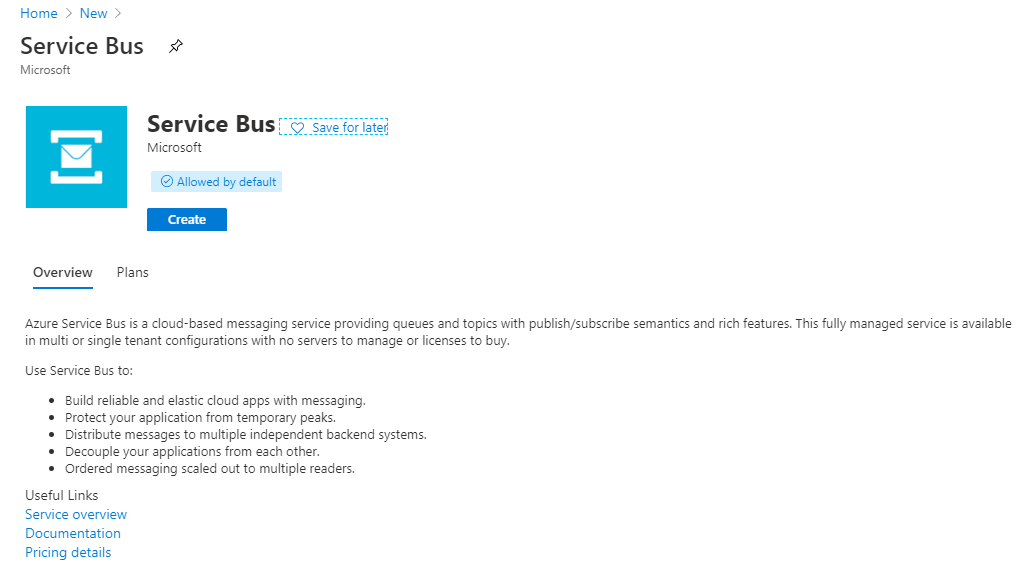 Home > New >
Service Bus
Microsoft
Service Bus Save for later
Microsoft
Allowed by default
Create
Overview Plans
Azure Service Bus is a cloud-based messaging service providing queues and topics with publish/subscribe semantics and rich features. This fully managed service is available
in multi or single tenant configurations with no servers to manage or licenses to buy.
Use Service Bus to:
• Build reliable and elastic cloud apps with messaging.
• Protect your application from temporary peaks.
• Distribute messages to multiple independent backend systems.
• Decouple your applications from each other.
• Ordered messaging scaled out to multiple readers.
Useful Links
Service overview
Documentation
Pricing details